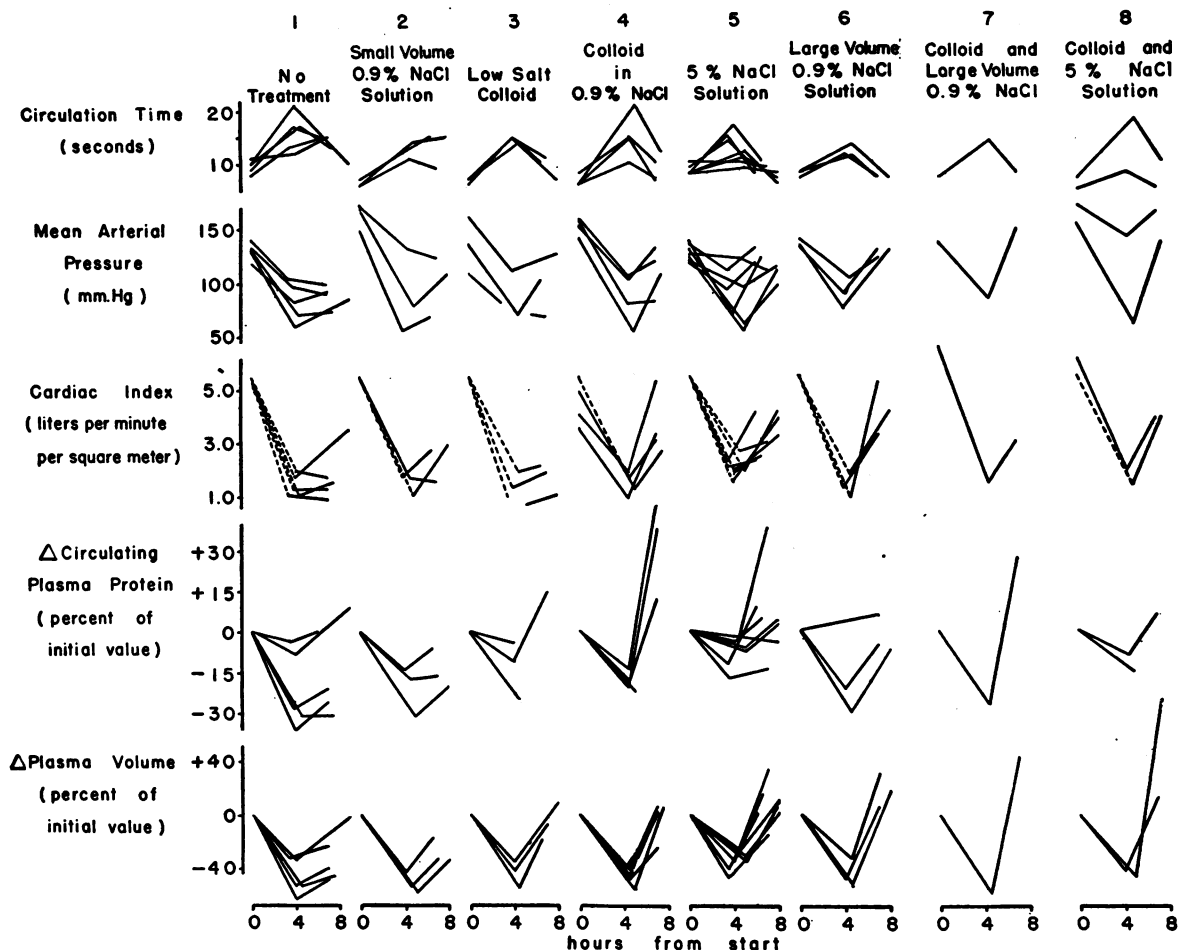 1 2 3 4 5 6 7 8
No
Treatment
Small Volume
0.9% NaCl
Solution
Low Salt
Colloid
Colloid
in
0.9% NaCl
5 % NaCl
Solution
Large Volume
0.9% NaCl
Solution
Colloid and
Large Volume
0.9% NaCl
Colloid and
5 % NaCl
Solution
Circulation Time
(seconds)
20
10
Mean Arterial
Pressure
(mm.Hg)
150
100
50
Cardiac Index
(liters per minute
per square meter)
5.0
3.0
1.0
△Circulating
Plasma Protein
(percent of
initial value)
+30
+15
0
-15
-30
△Plasma Volume
(percent of
initial value)
+40
0
-40
0 4 8 0 4 8 0 4 8 0 4 8 0 4 8 0 4 8 0 4 8 0 4 8
hours from start